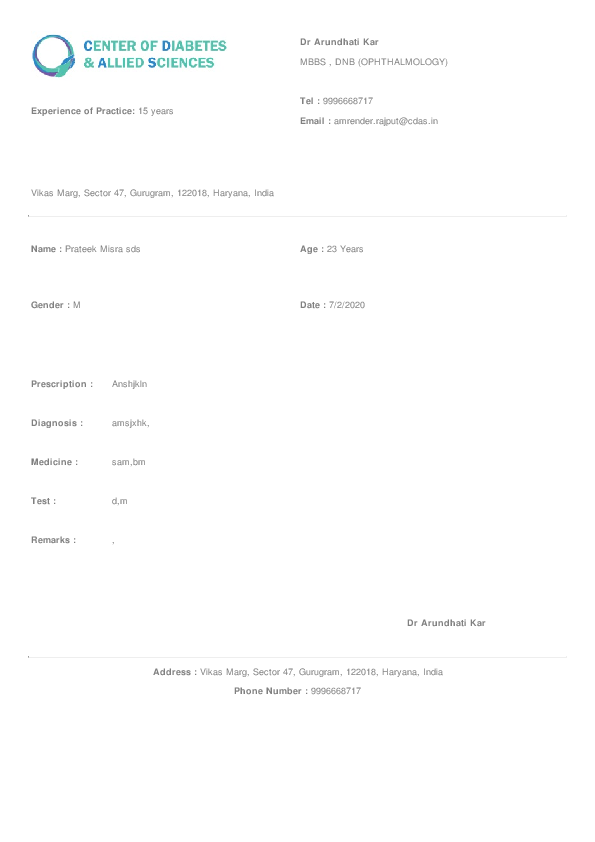 CENTER OF DIABETES
& ALLIED SCIENCES
Experience of Practice: 15 years
Dr Arundhati Kar
MBBS , DNB (OPHTHALMOLOGY)
Tel : 9996668717
Email : amrender.rajput@cdas.in
Vikas Marg, Sector 47, Gurugram, 122018, Haryana, India
Name : Prateek Misra sds
Age : 23 Years
Gender : M
Date : 7/2/2020
Prescription : Anshjkln
Diagnosis : amsjxhk,
Medicine : sam,bm
Test : d,m
Remarks : ,
Dr Arundhati Kar
Address : Vikas Marg, Sector 47, Gurugram, 122018, Haryana, India
Phone Number : 9996668717